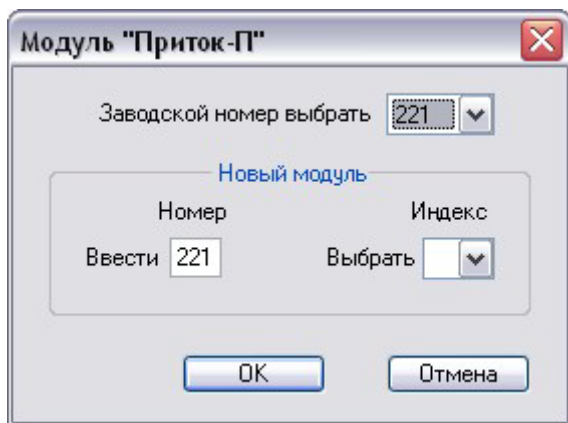 Модуль "Приток-П"
Заводской номер выбрать 221
Новый модуль
Номер Индекс
Ввести 221 Выбрать
OK Отмена